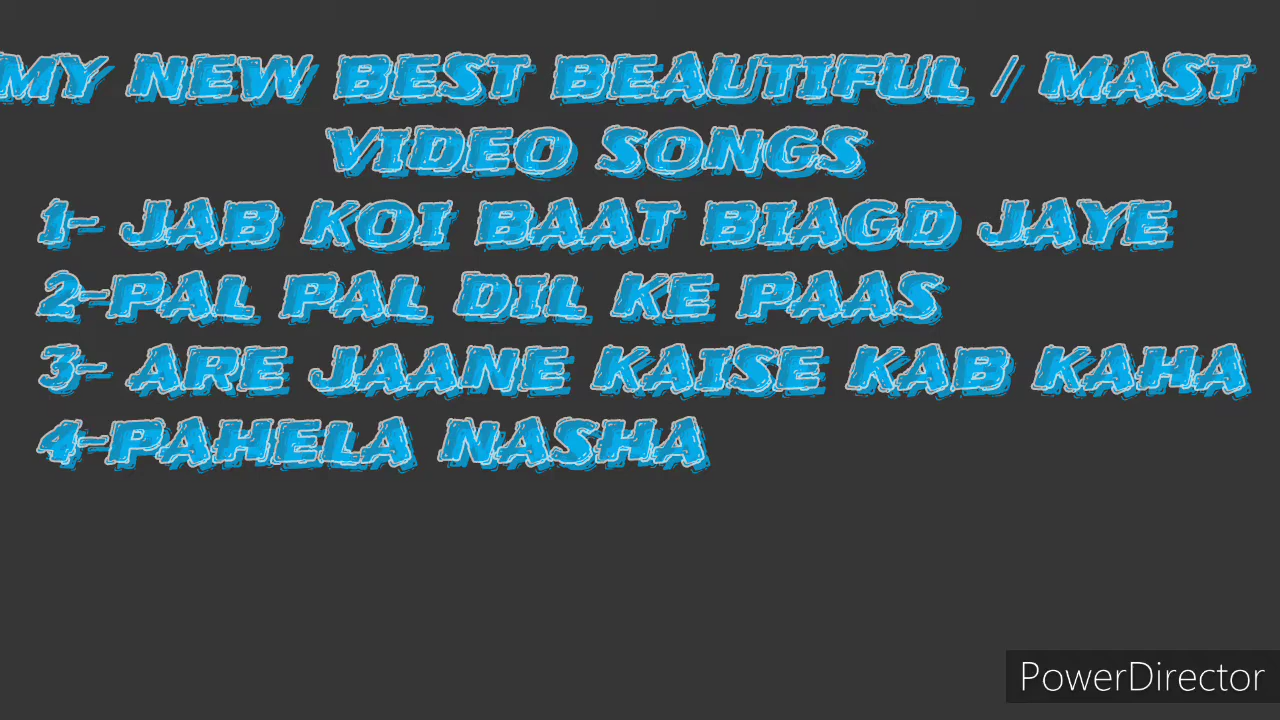 MY NEW BEST BEAUTIFUL / MAST
VIDEO SONGS
1- JAB KOI BAAT BIAGD JAYE
2-PAL PAL DIL KE PAAS
3- ARE JAANE KAISE KAB KAHA
4-PAHELA NASHA
PowerDirector